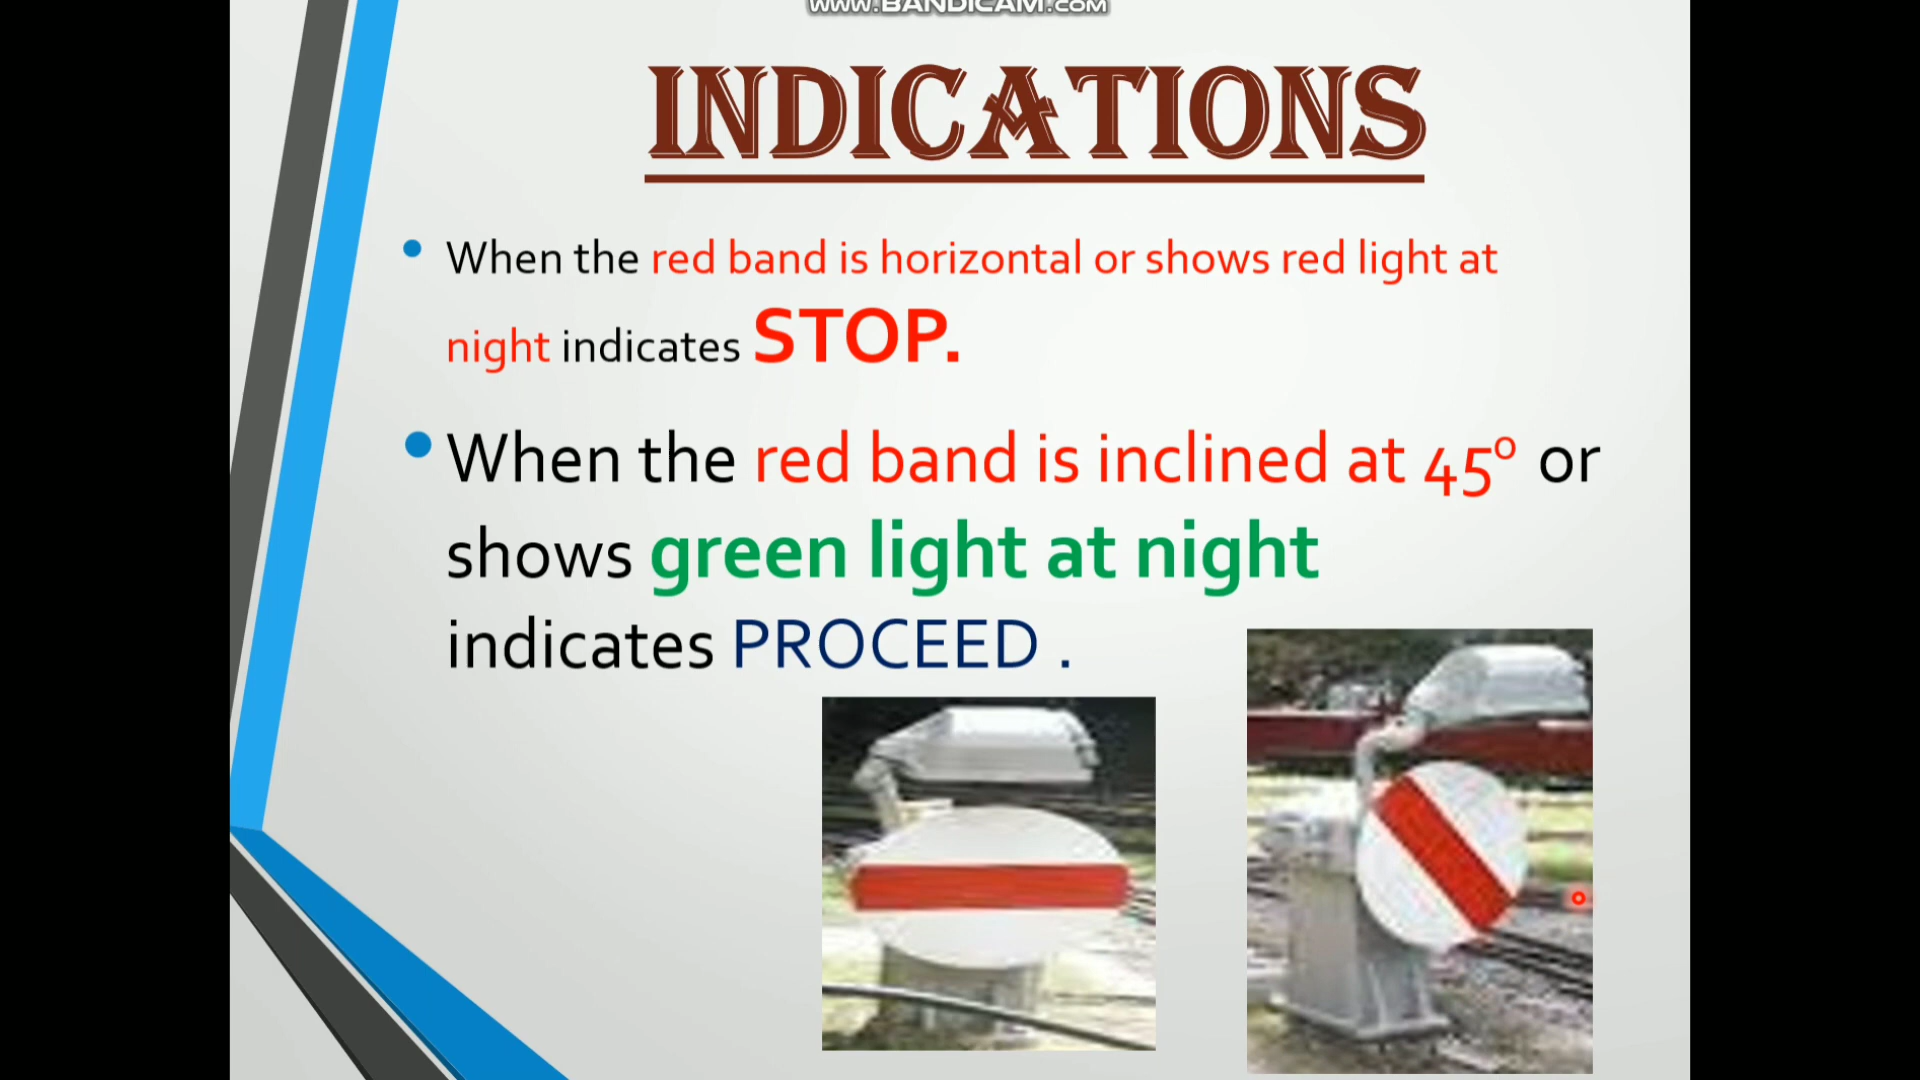 WWW.BANDICAM.COM
INDICATIONS
• When the red band is horizontal or shows red light at
night indicates STOP.
• When the red band is inclined at 45º or
shows green light at night
indicates PROCEED .